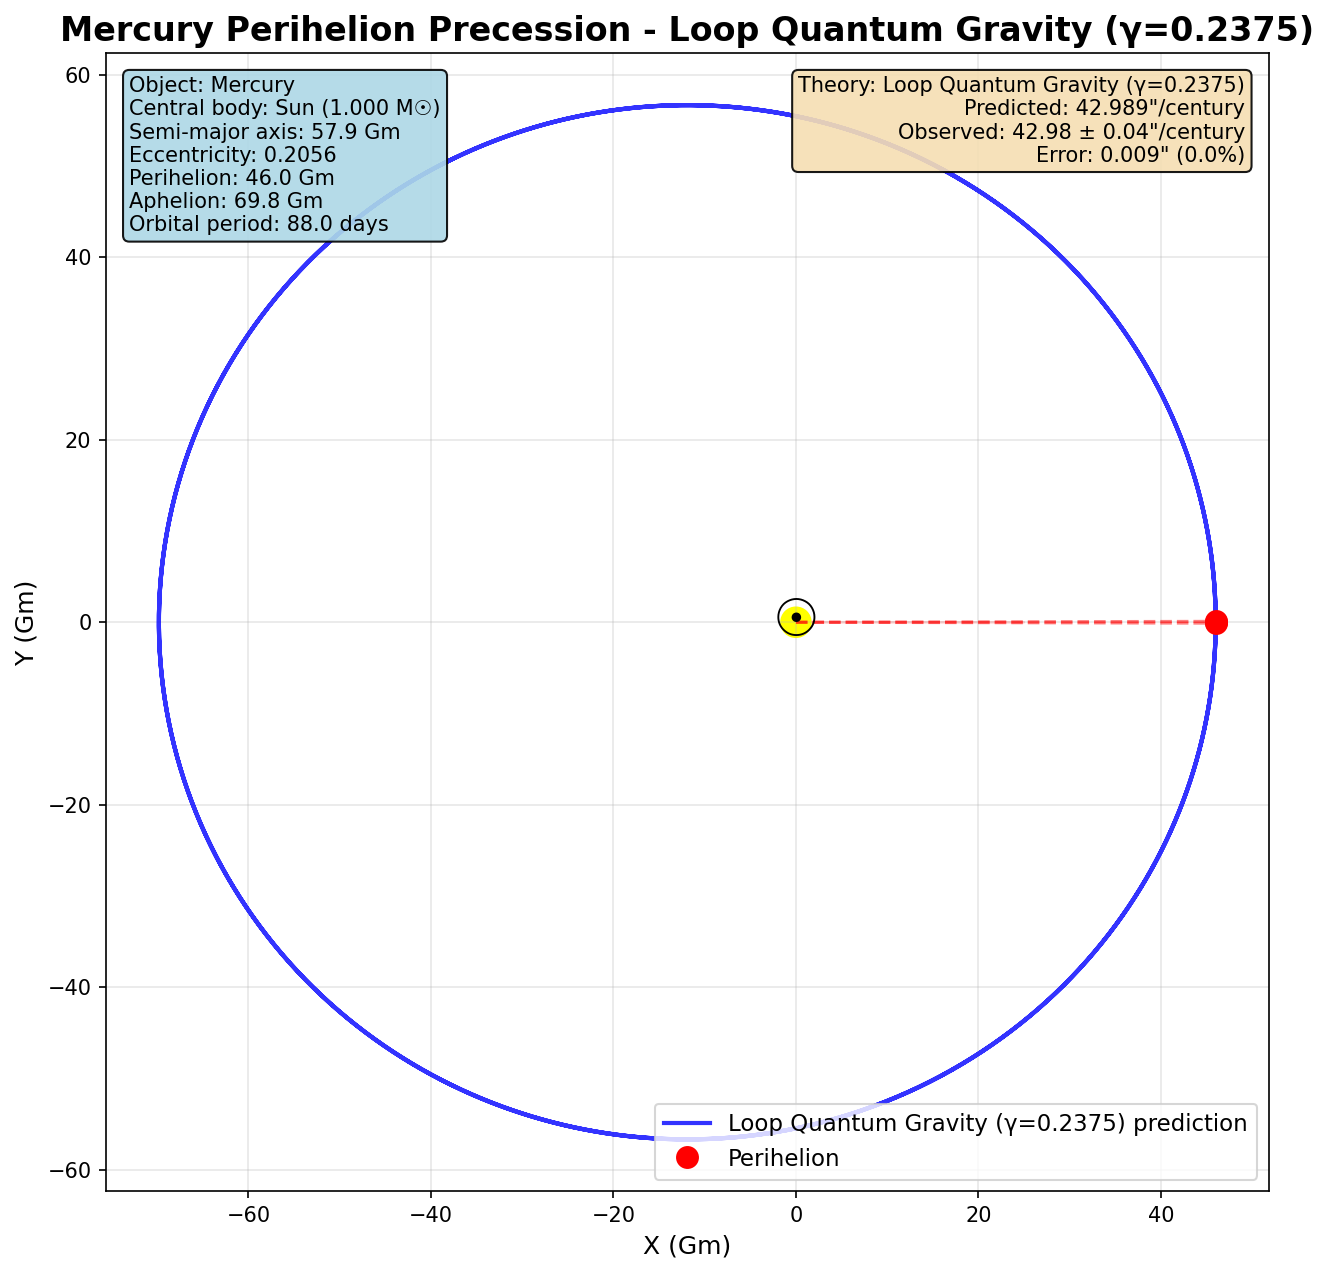 Mercury Perihelion Precession - Loop Quantum Gravity (γ=0.2375)
Object: Mercury
Central body: Sun (1.000 M☉)
Semi-major axis: 57.9 Gm
Eccentricity: 0.2056
Perihelion: 46.0 Gm
Aphelion: 69.8 Gm
Orbital period: 88.0 days
Theory: Loop Quantum Gravity (γ=0.2375)
Predicted: 42.989"/century
Observed: 42.98 ± 0.04"/century
Error: 0.009" (0.0%)
60
40
20
0
−20
−40
−60
Y (Gm)
☉
Loop Quantum Gravity (γ=0.2375) prediction
Perihelion
−60 −40 −20 0 20 40
X (Gm)